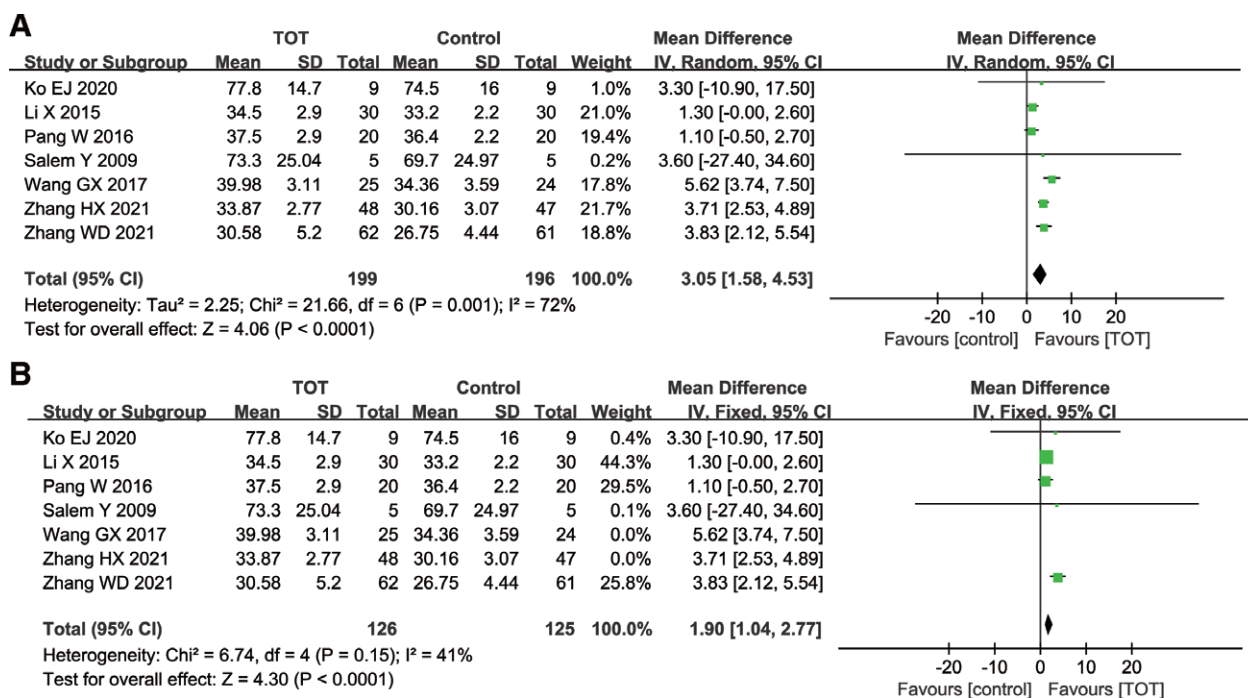 A
TOT Control Mean Difference Mean Difference
Study or Subgroup Mean SD Total Mean SD Total Weight IV, Random, 95% CI IV, Random, 95% CI
Ko EJ 2020 77.8 14.7 9 74.5 16 9 1.0% 3.30 [-10.90, 17.50]
Li X 2015 34.5 2.9 30 33.2 2.2 30 21.0% 1.30 [-0.00, 2.60]
Pang W 2016 37.5 2.9 20 36.4 2.2 20 19.4% 1.10 [-0.50, 2.70]
Salem Y 2009 73.3 25.04 5 69.7 24.97 5 0.2% 3.60 [-27.40, 34.60]
Wang GX 2017 39.98 3.11 25 34.36 3.59 24 17.8% 5.62 [3.74, 7.50]
Zhang HX 2021 33.87 2.77 48 30.16 3.07 47 21.7% 3.71 [2.53, 4.89]
Zhang WD 2021 30.58 5.2 62 26.75 4.44 61 18.8% 3.83 [2.12, 5.54]
Total (95% CI) 199 196 100.0% 3.05 [1.58, 4.53]
Heterogeneity: Tau² = 2.25; Chi² = 21.66, df = 6 (P = 0.001); I² = 72%
Test for overall effect: Z = 4.06 (P < 0.0001)
-20 -10 0 10 20
Favours [control] Favours [TOT]
B
TOT Control Mean Difference Mean Difference
Study or Subgroup Mean SD Total Mean SD Total Weight IV, Fixed, 95% CI IV, Fixed, 95% CI
Ko EJ 2020 77.8 14.7 9 74.5 16 9 0.4% 3.30 [-10.90, 17.50]
Li X 2015 34.5 2.9 30 33.2 2.2 30 44.3% 1.30 [-0.00, 2.60]
Pang W 2016 37.5 2.9 20 36.4 2.2 20 29.5% 1.10 [-0.50, 2.70]
Salem Y 2009 73.3 25.04 5 69.7 24.97 5 0.1% 3.60 [-27.40, 34.60]
Wang GX 2017 39.98 3.11 25 34.36 3.59 24 0.0% 5.62 [3.74, 7.50]
Zhang HX 2021 33.87 2.77 48 30.16 3.07 47 0.0% 3.71 [2.53, 4.89]
Zhang WD 2021 30.58 5.2 62 26.75 4.44 61 25.8% 3.83 [2.12, 5.54]
Total (95% CI) 126 125 100.0% 1.90 [1.04, 2.77]
Heterogeneity: Chi² = 6.74, df = 4 (P = 0.15); I² = 41%
Test for overall effect: Z = 4.30 (P < 0.0001)
-20 -10 0 10 20
Favours [control] Favours [TOT]